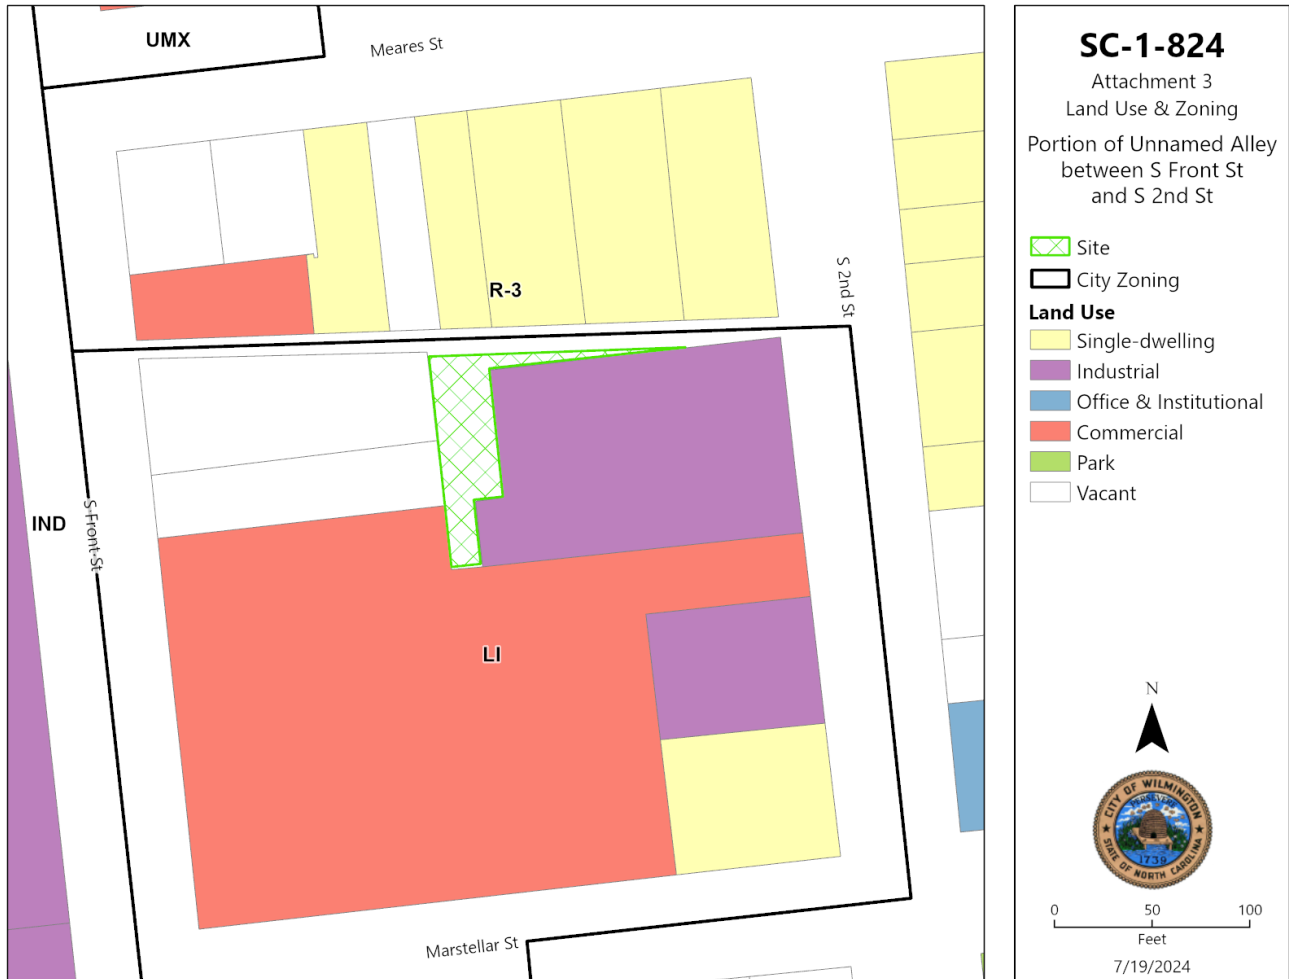 UMX
Meares St
R-3
S 2nd St
IND
S Front St
LI
Marstellar St
SC-1-824
Attachment 3
Land Use & Zoning
Portion of Unnamed Alley
between S Front St
and S 2nd St
Site
City Zoning
Land Use
Single-dwelling
Industrial
Office & Institutional
Commercial
Park
Vacant
N
CITY OF WILMINGTON
PERSEVERE
1739
STATE OF NORTH CAROLINA
0 50 100
Feet
7/19/2024